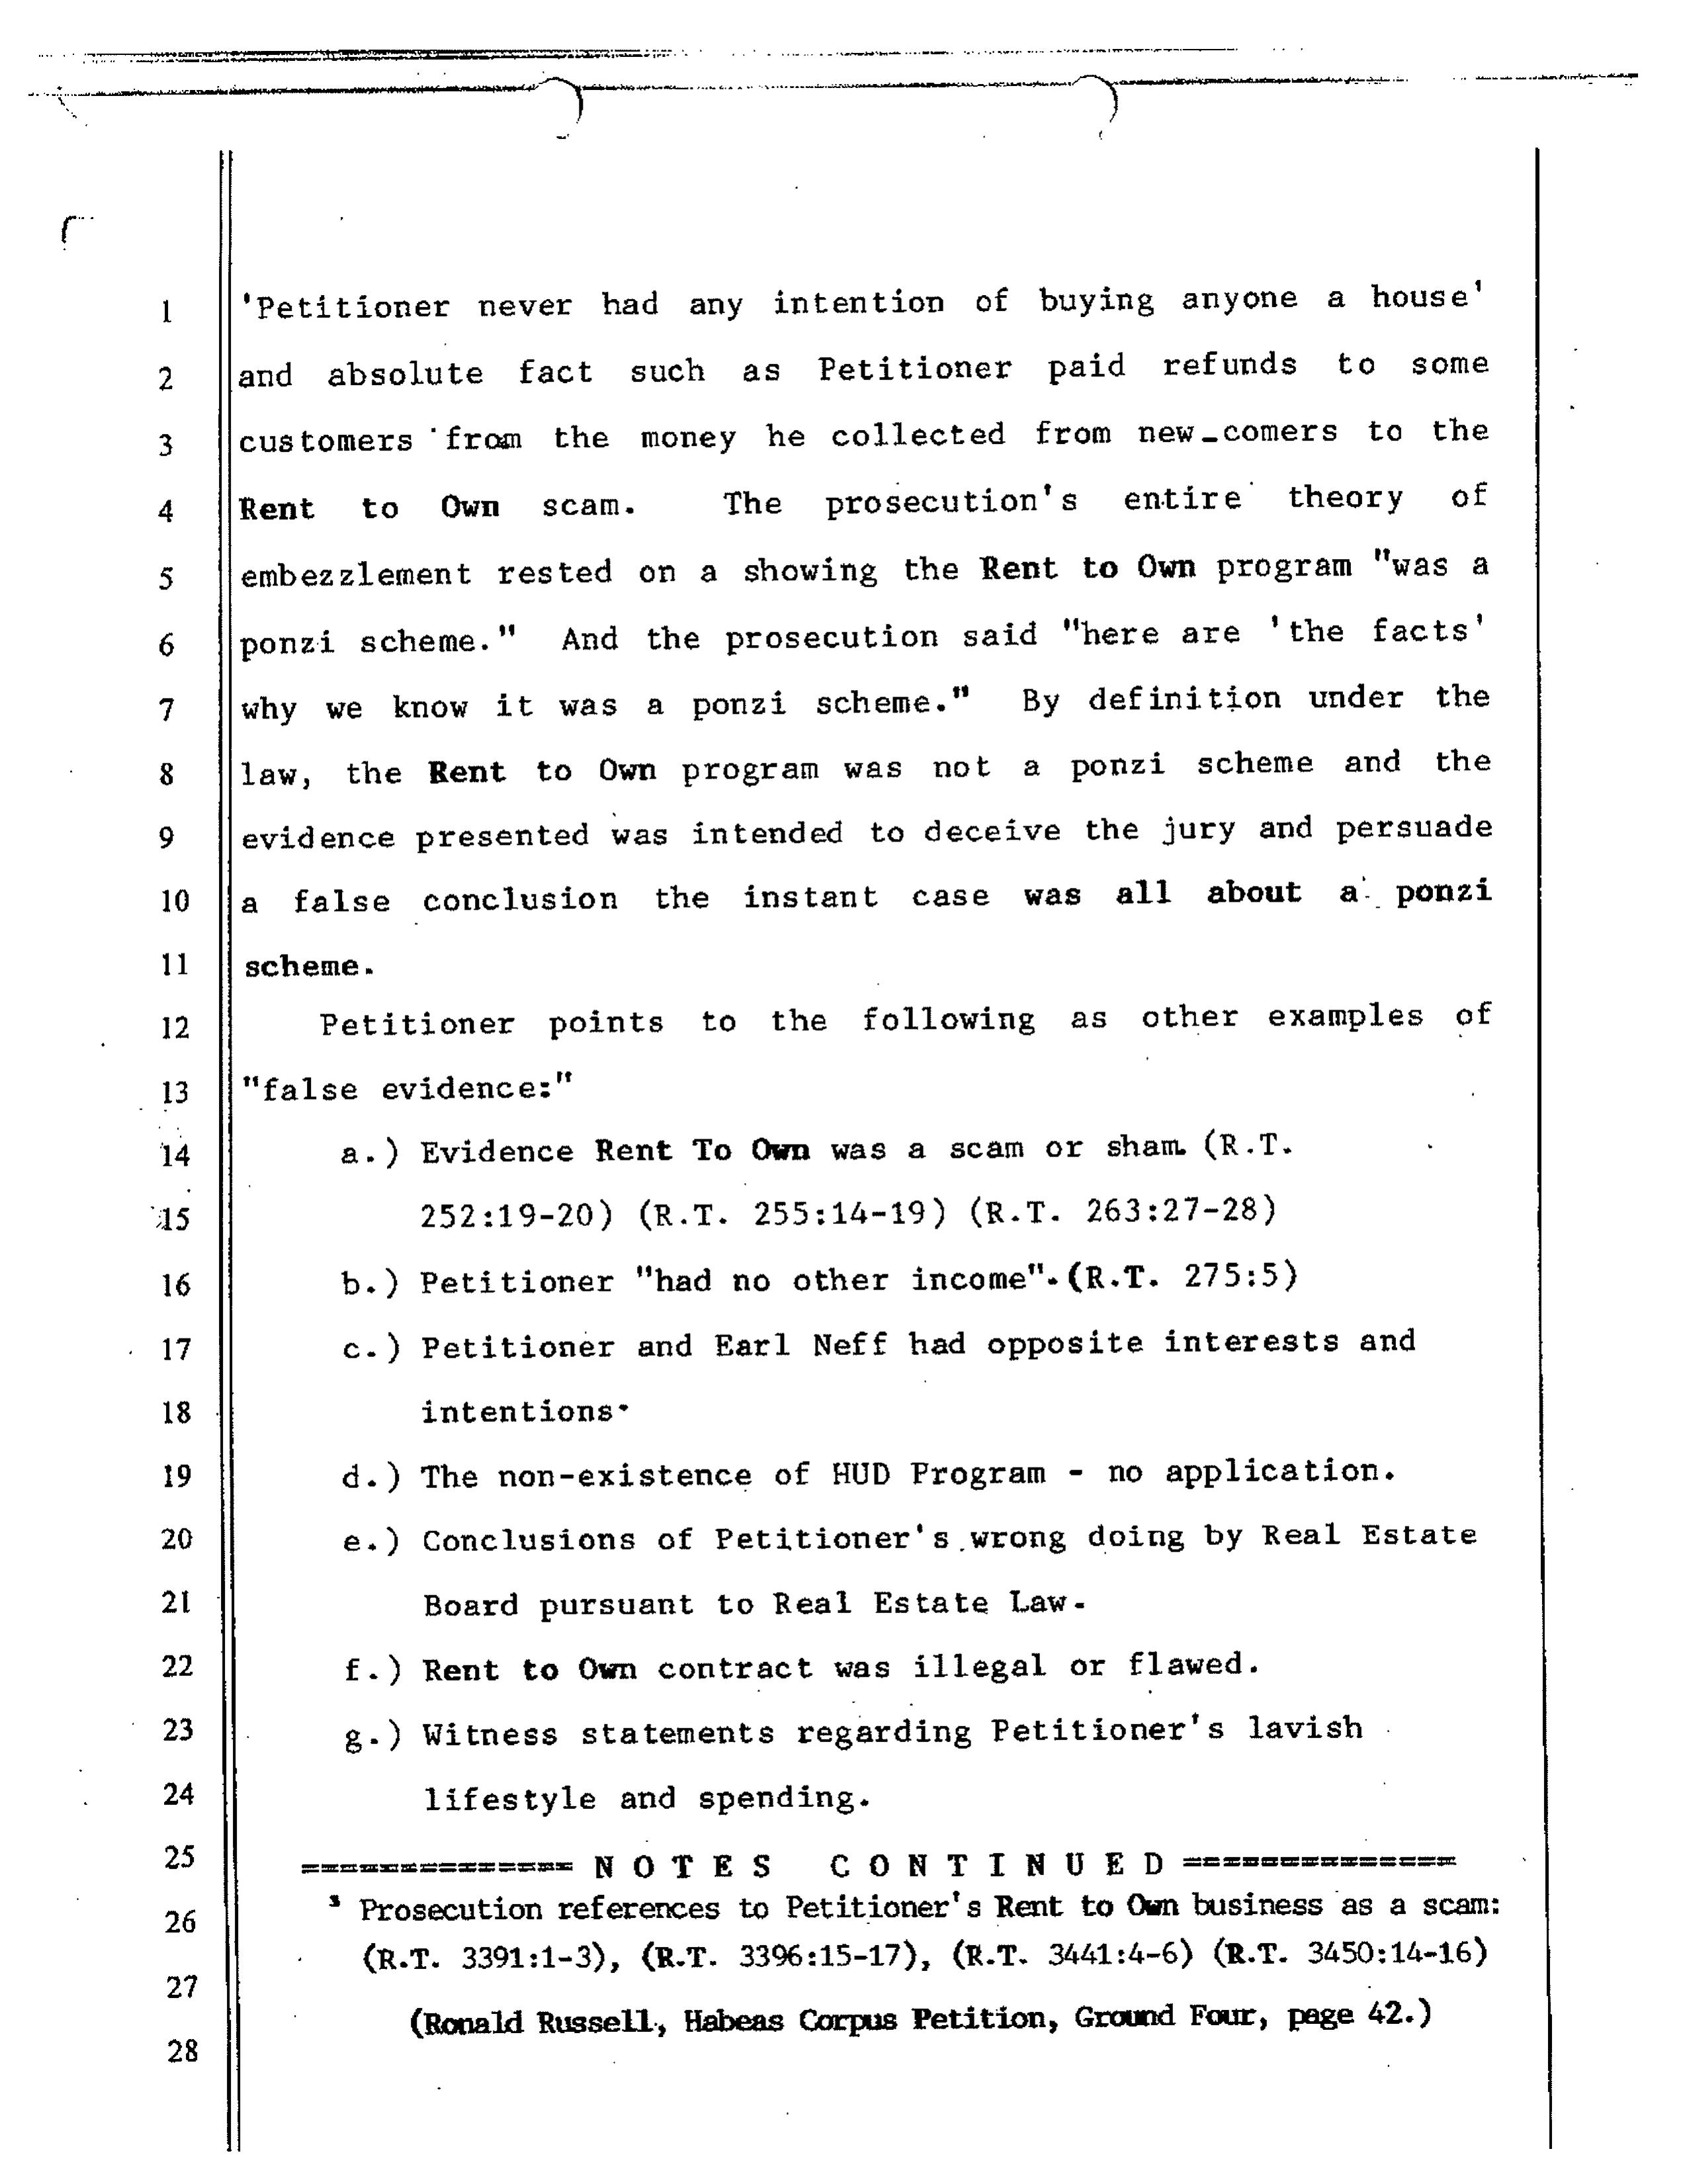 1 'Petitioner never had any intention of buying anyone a house'
2 and absolute fact such as Petitioner paid refunds to some
3 customers from the money he collected from new-comers to the
4 Rent to Own scam. The prosecution's entire theory of
5 embezzlement rested on a showing the Rent to Own program "was a
6 ponzi scheme." And the prosecution said "here are 'the facts'
7 why we know it was a ponzi scheme." By definition under the
8 law, the Rent to Own program was not a ponzi scheme and the
9 evidence presented was intended to deceive the jury and persuade
10 a false conclusion the instant case was all about a ponzi
11 scheme.
12 Petitioner points to the following as other examples of
13 "false evidence:"
14 a.) Evidence Rent To Own was a scam or sham. (R.T.
15 252:19-20) (R.T. 255:14-19) (R.T. 263:27-28)
16 b.) Petitioner "had no other income". (R.T. 275:5)
17 c.) Petitioner and Earl Neff had opposite interests and
18 intentions.
19 d.) The non-existence of HUD Program - no application.
20 e.) Conclusions of Petitioner's wrong doing by Real Estate
21 Board pursuant to Real Estate Law.
22 f.) Rent to Own contract was illegal or flawed.
23 g.) Witness statements regarding Petitioner's lavish
24 lifestyle and spending.
25 ============== N O T E S C O N T I N U E D ==============
26 ³ Prosecution references to Petitioner's Rent to Own business as a scam:
(R.T. 3391:1-3), (R.T. 3396:15-17), (R.T. 3441:4-6) (R.T. 3450:14-16)
27
(Ronald Russell, Habeas Corpus Petition, Ground Four, page 42.)
28